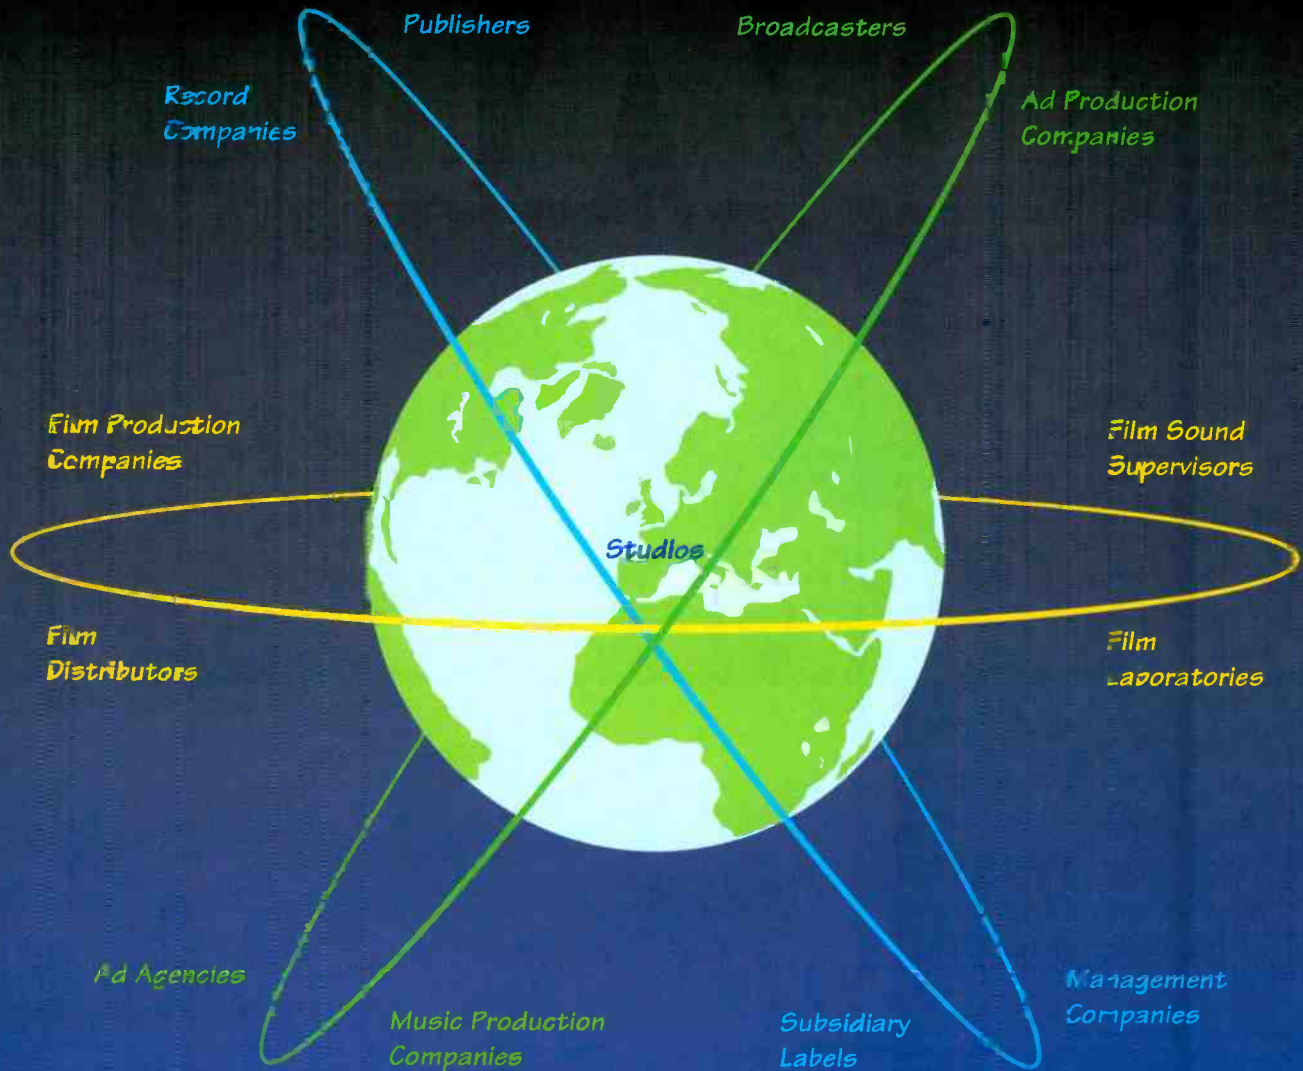 Publishers
Broadcasters
Record
Companies
Ad Production
Companies
Film Production
Companies
Film Sound
Supervisors
Studios
Film
Distributors
Film
Laboratories
Ad Agencies
Management
Companies
Music Production
Companies
Subsidiary
Labels